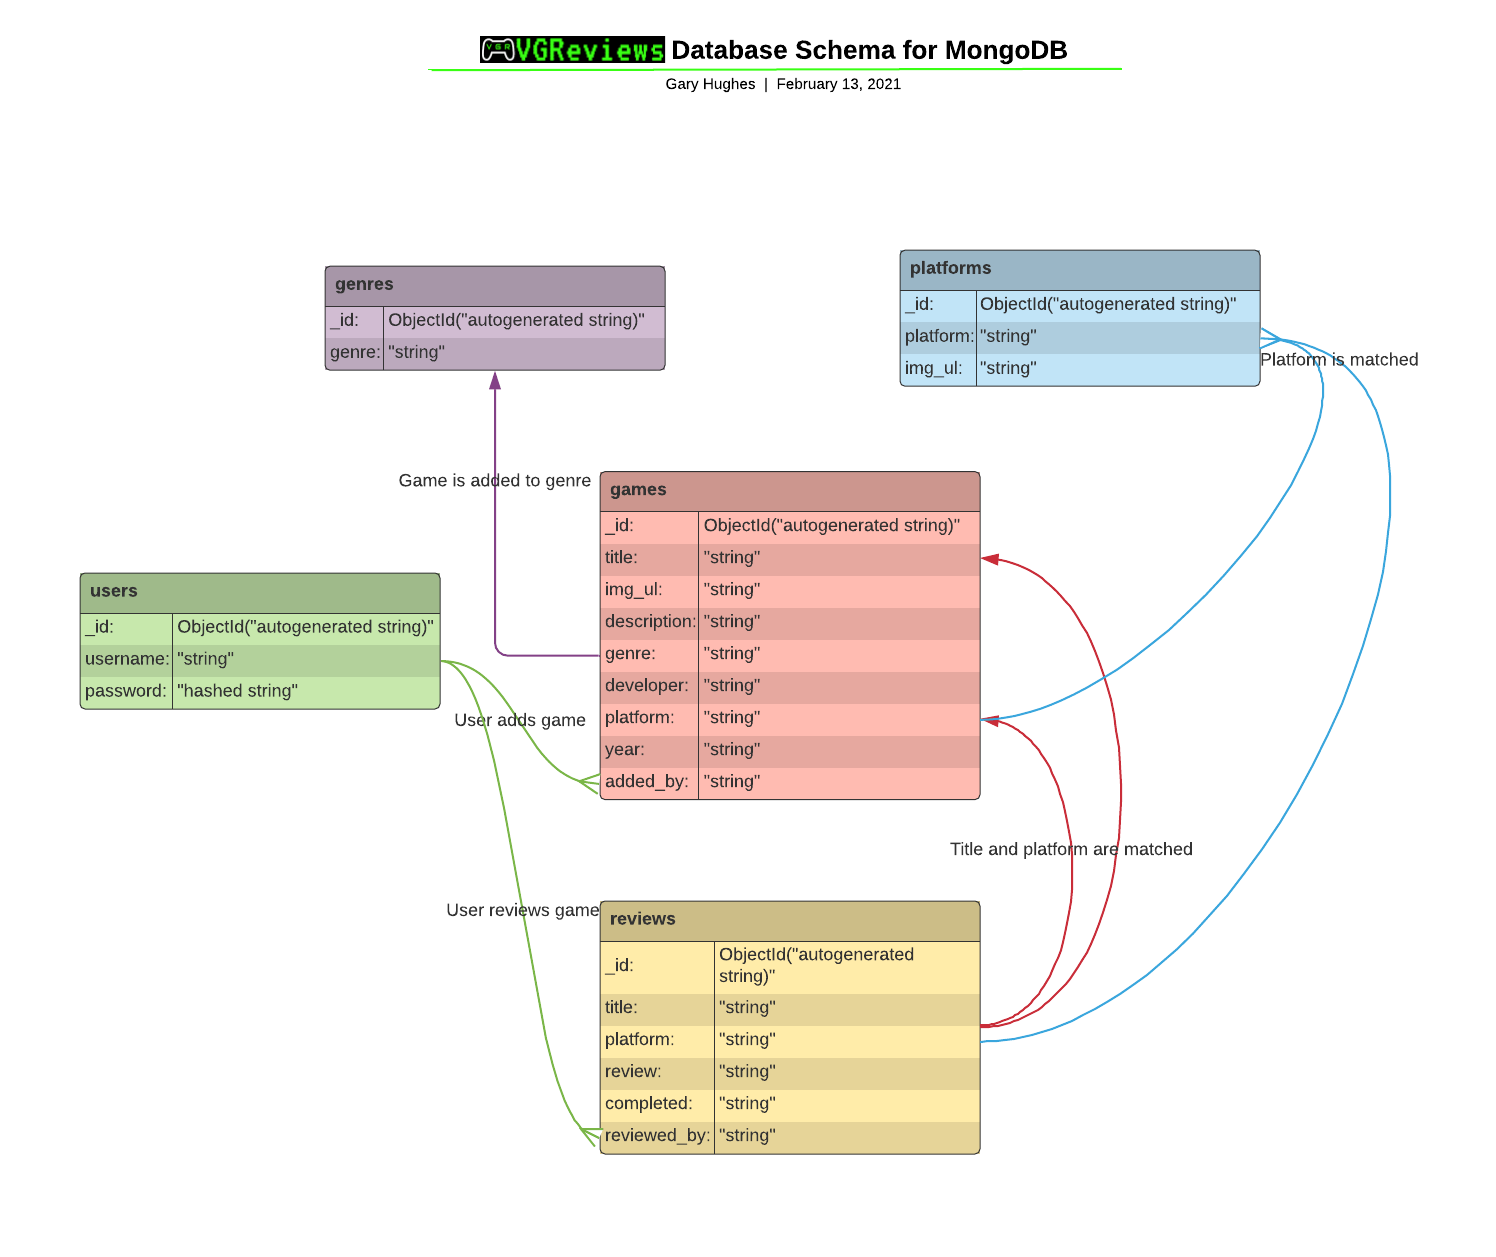 VGR VGReviews Database Schema for MongoDB
Gary Hughes | February 13, 2021
genres
_id: ObjectId("autogenerated string)"
genre: "string"
platforms
_id: ObjectId("autogenerated string)"
platform: "string"
img_ul: "string"
Platform is matched
Game is added to genre
games
_id: ObjectId("autogenerated string)"
title: "string"
img_ul: "string"
description: "string"
genre: "string"
developer: "string"
platform: "string"
year: "string"
added_by: "string"
users
_id: ObjectId("autogenerated string)"
username: "string"
password: "hashed string"
User adds game
Title and platform are matched
User reviews game
reviews
_id: ObjectId("autogenerated
string)"
title: "string"
platform: "string"
review: "string"
completed: "string"
reviewed_by: "string"